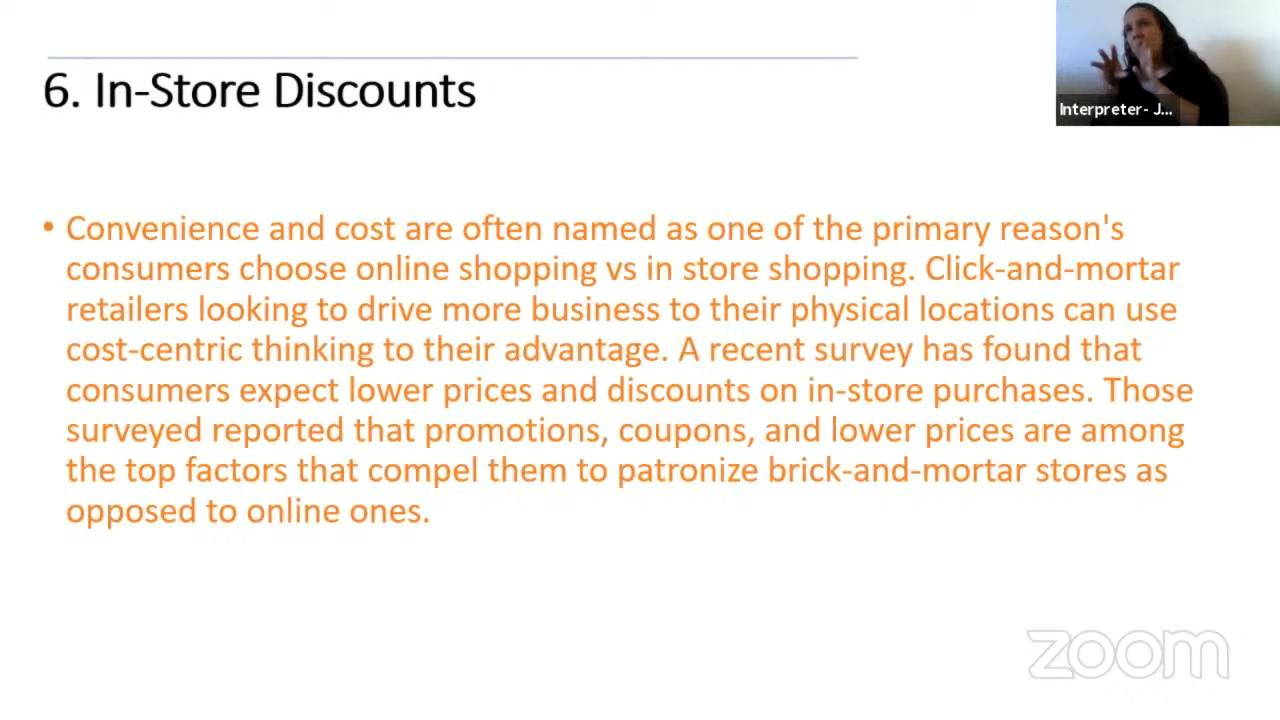 6. In-Store Discounts
Interpreter- J...
• Convenience and cost are often named as one of the primary reason's
consumers choose online shopping vs in store shopping. Click-and-mortar
retailers looking to drive more business to their physical locations can use
cost-centric thinking to their advantage. A recent survey has found that
consumers expect lower prices and discounts on in-store purchases. Those
surveyed reported that promotions, coupons, and lower prices are among
the top factors that compel them to patronize brick-and-mortar stores as
opposed to online ones.
zoom